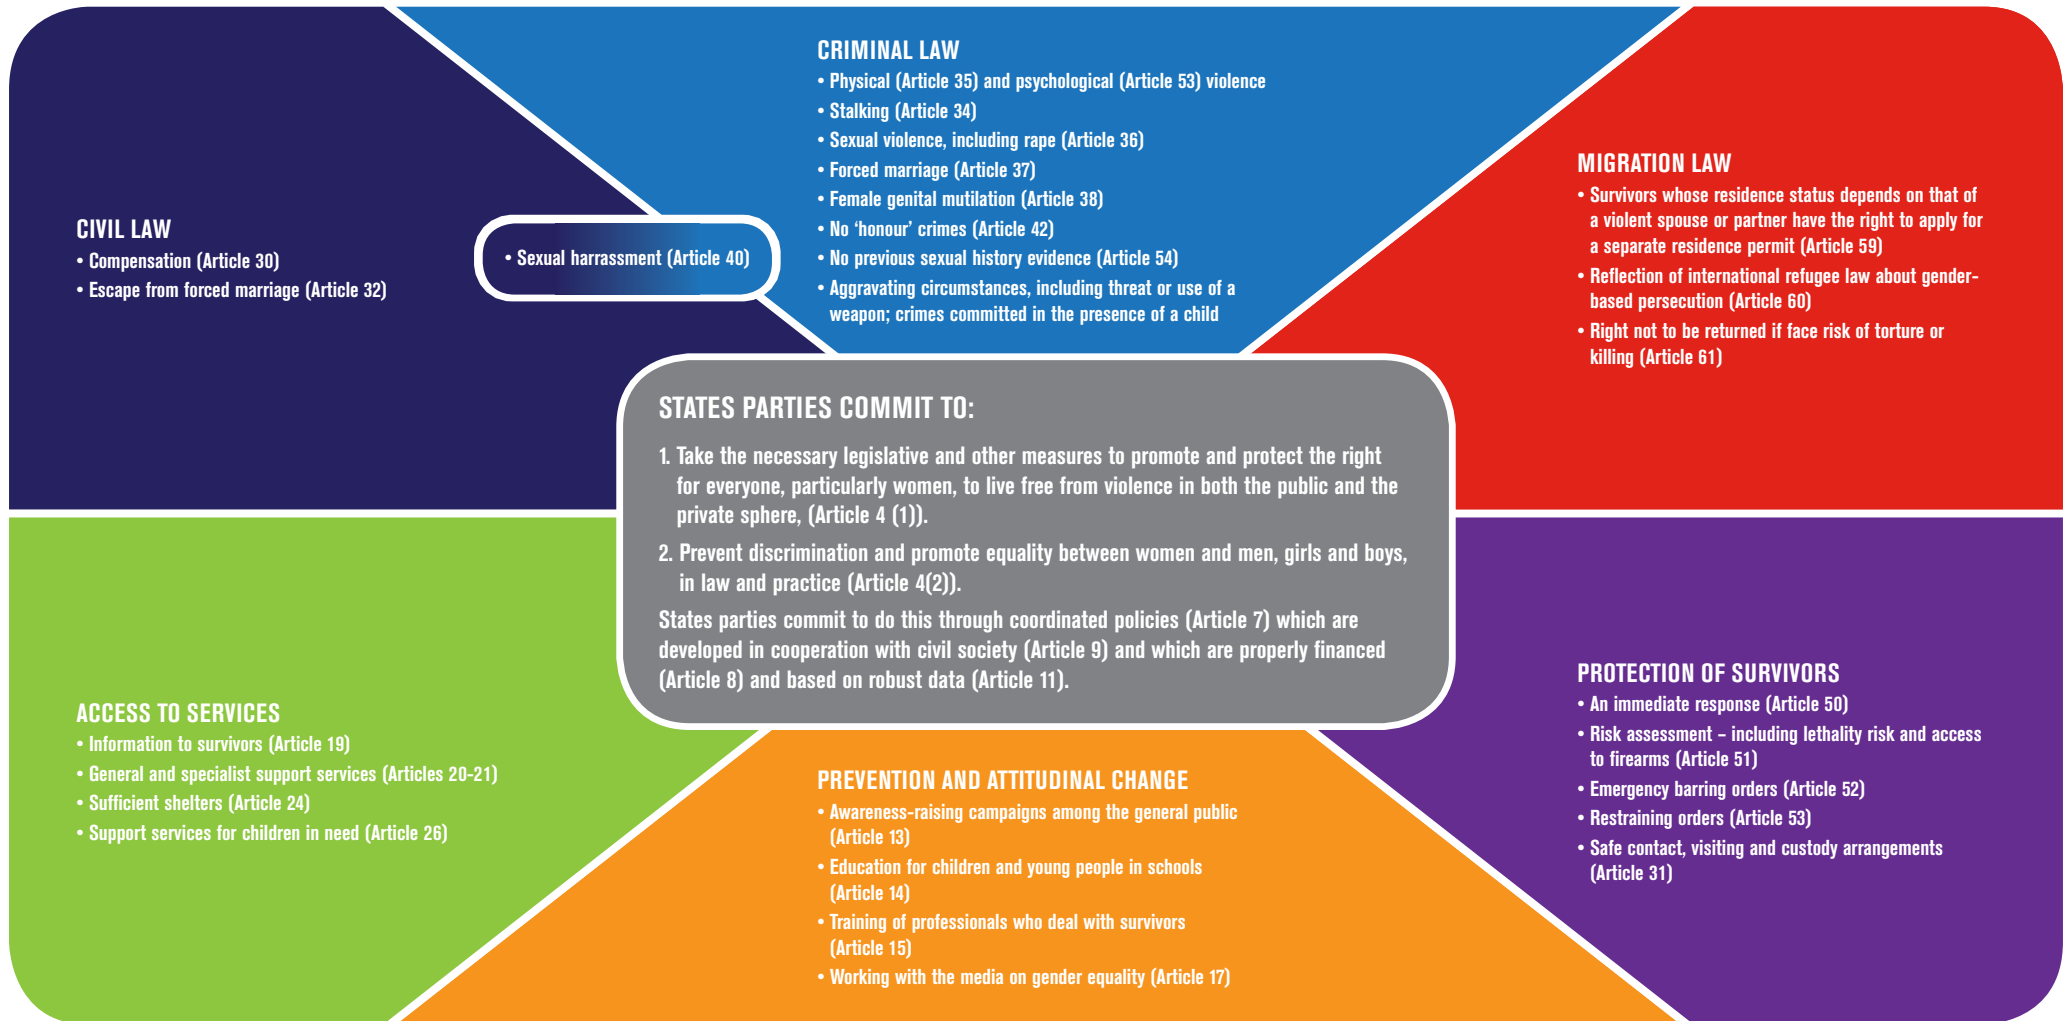 CIVIL LAW
• Compensation (Article 30)
• Escape from forced marriage (Article 32)
• Sexual harrassment (Article 40)
CRIMINAL LAW
• Physical (Article 35) and psychological (Article 53) violence
• Stalking (Article 34)
• Sexual violence, including rape (Article 36)
• Forced marriage (Article 37)
• Female genital mutilation (Article 38)
• No ‘honour’ crimes (Article 42)
• No previous sexual history evidence (Article 54)
• Aggravating circumstances, including threat or use of a
weapon; crimes committed in the presence of a child
MIGRATION LAW
• Survivors whose residence status depends on that of
a violent spouse or partner have the right to apply for
a separate residence permit (Article 59)
• Reflection of international refugee law about gender-
based persecution (Article 60)
• Right not to be returned if face risk of torture or
killing (Article 61)
STATES PARTIES COMMIT TO:
1. Take the necessary legislative and other measures to promote and protect the right
for everyone, particularly women, to live free from violence in both the public and the
private sphere, (Article 4 (1)).
2. Prevent discrimination and promote equality between women and men, girls and boys,
in law and practice (Article 4(2)).
States parties commit to do this through coordinated policies (Article 7) which are
developed in cooperation with civil society (Article 9) and which are properly financed
(Article 8) and based on robust data (Article 11).
ACCESS TO SERVICES
• Information to survivors (Article 19)
• General and specialist support services (Articles 20-21)
• Sufficient shelters (Article 24)
• Support services for children in need (Article 26)
PREVENTION AND ATTITUDINAL CHANGE
• Awareness-raising campaigns among the general public
(Article 13)
• Education for children and young people in schools
(Article 14)
• Training of professionals who deal with survivors
(Article 15)
• Working with the media on gender equality (Article 17)
PROTECTION OF SURVIVORS
• An immediate response (Article 50)
• Risk assessment – including lethality risk and access
to firearms (Article 51)
• Emergency barring orders (Article 52)
• Restraining orders (Article 53)
• Safe contact, visiting and custody arrangements
(Article 31)